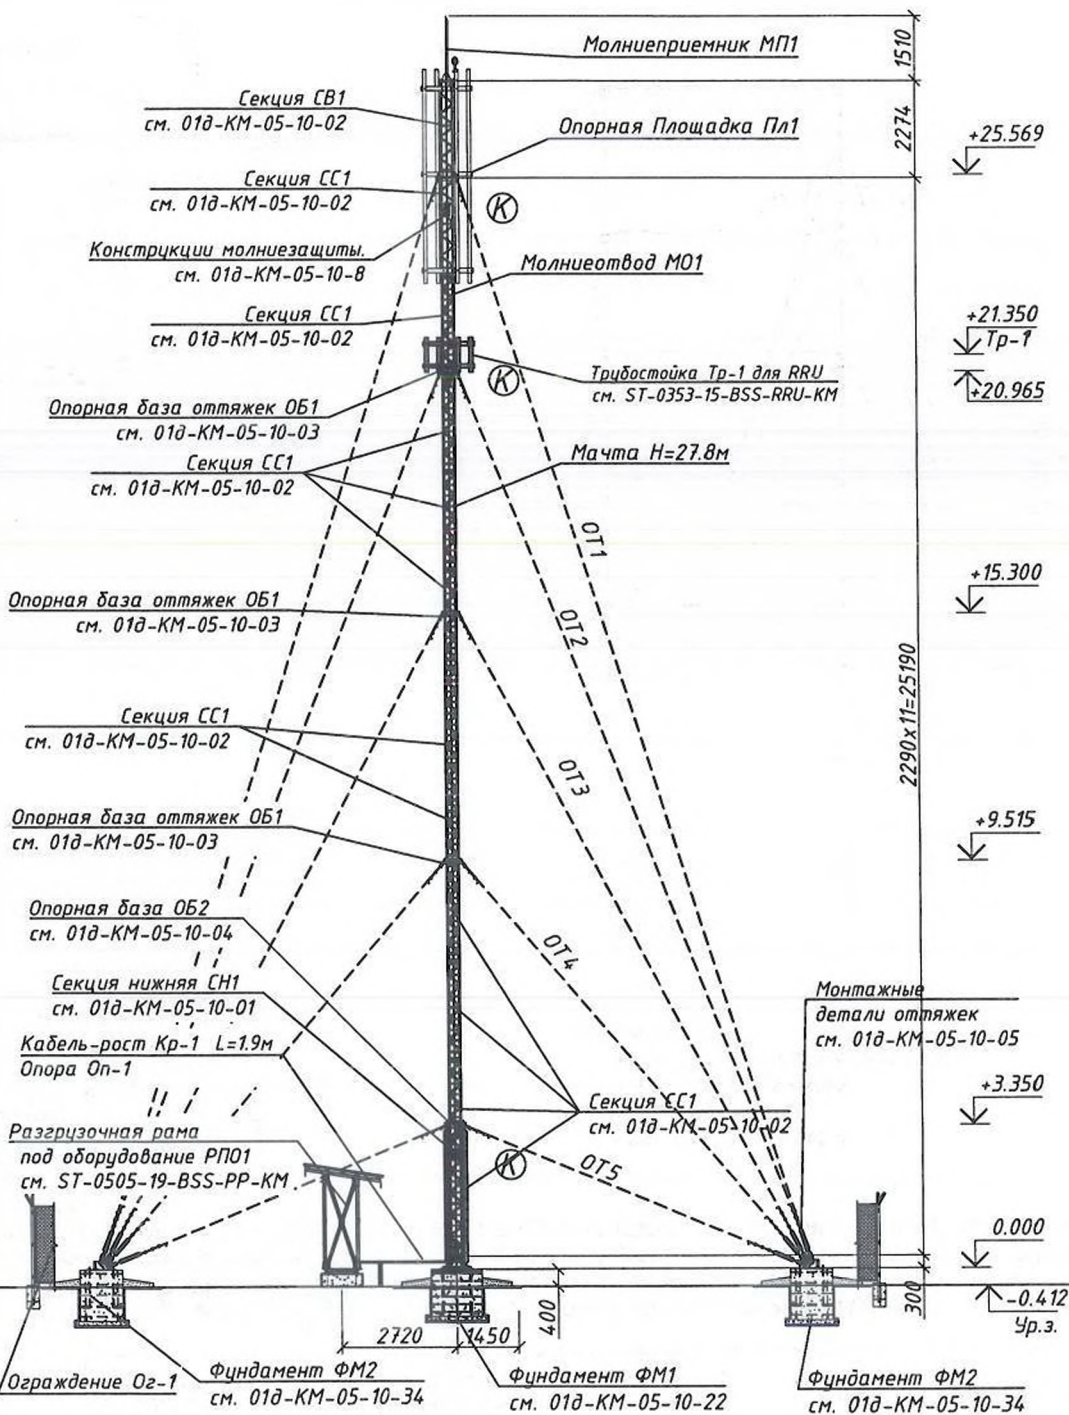 Молниеприемник МП1
1510
Секция СВ1
см. 01д-КМ-05-10-02
Опорная Площадка Пл1
2274
+25.569
Секция СС1
см. 01д-КМ-05-10-02
К
Конструкции молниезащиты.
см. 01д-КМ-05-10-8
Молниеотвод МО1
Секция СС1
см. 01д-КМ-05-10-02
+21.350
Тр-1
Трубостойка Тр-1 для RRU
см. ST-0353-15-BSS-RRU-KM
К
+20.965
Опорная база оттяжек ОБ1
см. 01д-КМ-05-10-03
Секция СС1
см. 01д-КМ-05-10-02
Мачта Н=27.8м
ОТ1
Опорная база оттяжек ОБ1
см. 01д-КМ-05-10-03
+15.300
ОТ2
2290х11=25190
Секция СС1
см. 01д-КМ-05-10-02
ОТ3
Опорная база оттяжек ОБ1
см. 01д-КМ-05-10-03
+9.515
Опорная база ОБ2
см. 01д-КМ-05-10-04
ОТ4
Секция нижняя СН1
см. 01д-КМ-05-10-01
Монтажные
детали оттяжек
см. 01д-КМ-05-10-05
Кабель-рост Кр-1 L=1.9м
Опора Оп-1
+3.350
Секция СС1
см. 01д-КМ-05-10-02
Разгрузочная рама
под оборудование РПО1
см. ST-0505-19-BSS-PP-KM
К
ОТ5
0.000
300
-0.412
Ур.з.
400
2720
1450
Ограждение Ог-1
Фундамент ФМ2
см. 01д-КМ-05-10-34
Фундамент ФМ1
см. 01д-КМ-05-10-22
Фундамент ФМ2
см. 01д-КМ-05-10-34